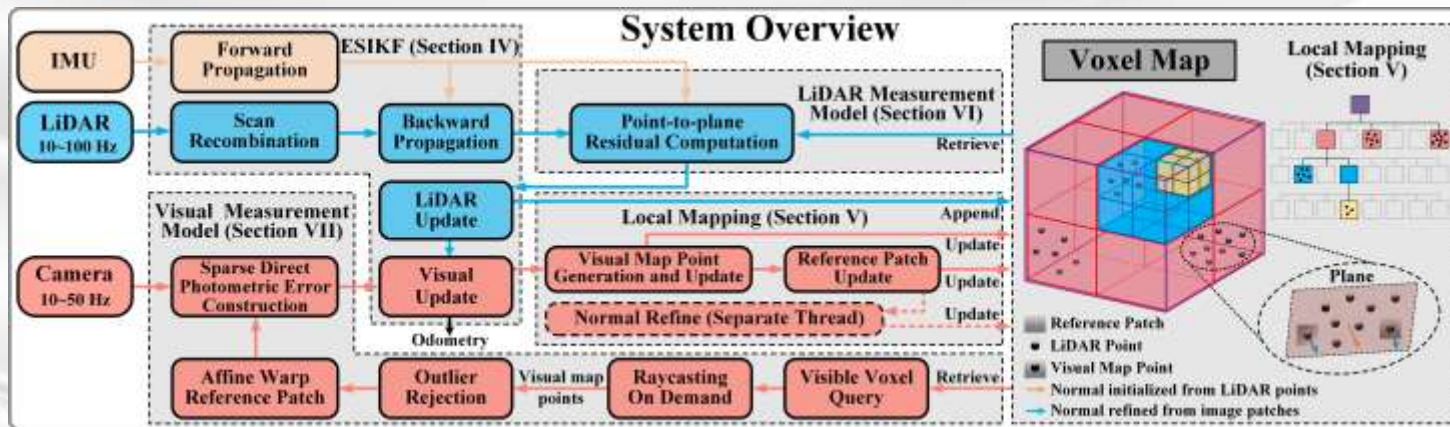 System Overview
IMU
Forward
Propagation
ESIKF (Section IV)
LiDAR
10~100 Hz
Scan
Recombination
Backward
Propagation
LiDAR Measurement
Model (Section VI)
Point-to-plane
Residual Computation
Retrieve
LiDAR
Update
Append
Visual Measurement
Model (Section VII)
Camera
10~50 Hz
Sparse Direct
Photometric Error
Construction
Visual
Update
Odometry
Local Mapping (Section V)
Visual Map Point
Generation and Update
Reference Patch
Update
Normal Refine (Separate Thread)
Update
Update
Update
Affine Warp
Reference Patch
Outlier
Rejection
Visual map
points
Raycasting
On Demand
Visible Voxel
Query
Retrieve
Voxel Map
Local Mapping
(Section V)
Plane
Reference Patch
LiDAR Point
Visual Map Point
Normal initialized from LiDAR points
Normal refined from image patches